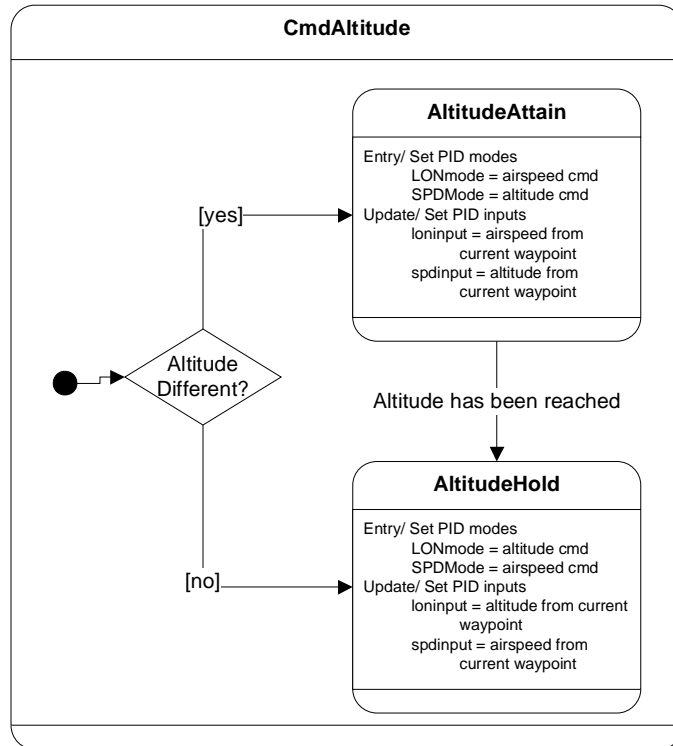 CmdAltitude
AltitudeAttain
Entry/ Set PID modes
LONmode = airspeed cmd
SPDMode = altitude cmd
Update/ Set PID inputs
loninput = airspeed from
current waypoint
spdinput = altitude from
current waypoint
[yes]
Altitude
Different?
Altitude has been reached
[no]
AltitudeHold
Entry/ Set PID modes
LONmode = altitude cmd
SPDMode = airspeed cmd
Update/ Set PID inputs
loninput = altitude from current
waypoint
spdinput = airspeed from
current waypoint